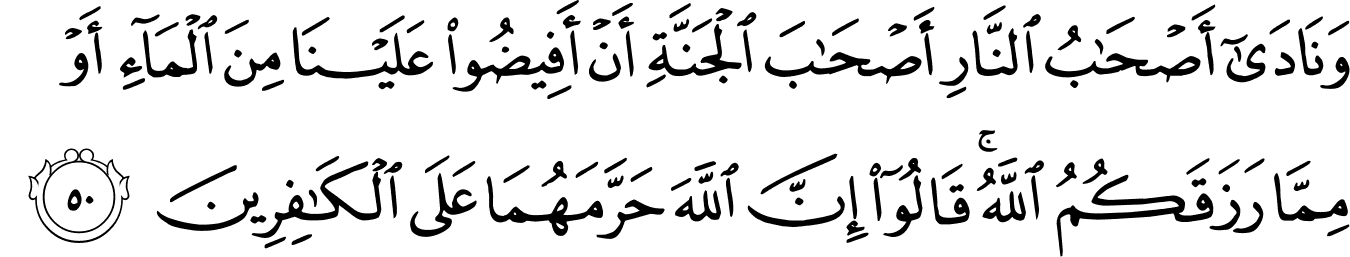 وَنَادَىٰٓ أَصۡحَٰبُ ٱلنَّارِ أَصۡحَٰبَ ٱلۡجَنَّةِ أَنۡ أَفِيضُواْ عَلَيۡنَا مِنَ ٱلۡمَآءِ أَوۡ
مِمَّا رَزَقَكُمُ ٱللَّهُۚ قَالُوٓاْ إِنَّ ٱللَّهَ حَرَّمَهُمَا عَلَى ٱلۡكَٰفِرِينَ ٥٠